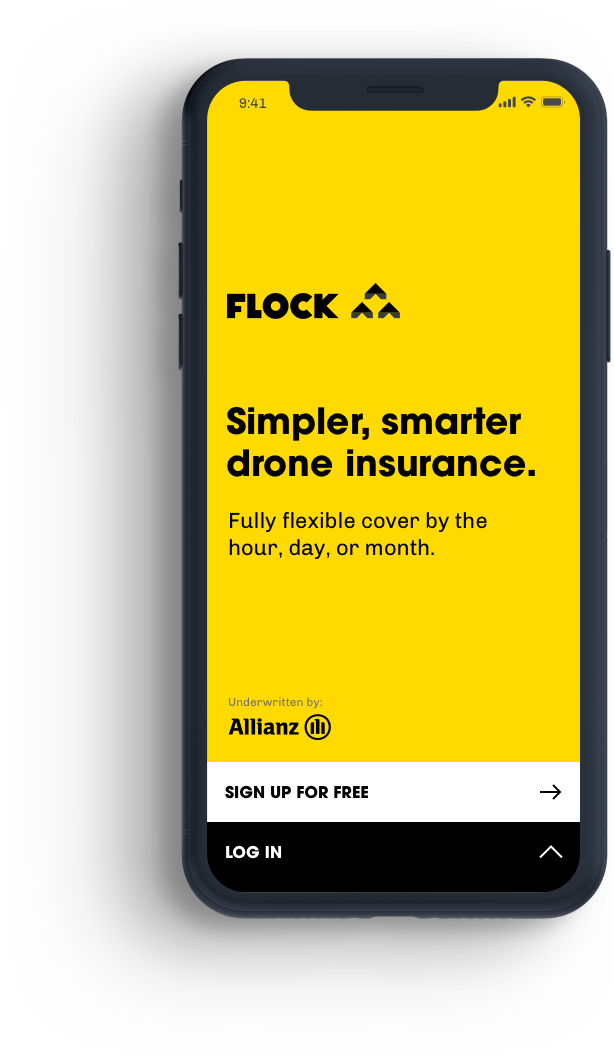 9:41
FLOCK
Simpler, smarter
drone insurance.
Fully flexible cover by the
hour, day, or month.
Underwritten by:
Allianz
SIGN UP FOR FREE
LOG IN